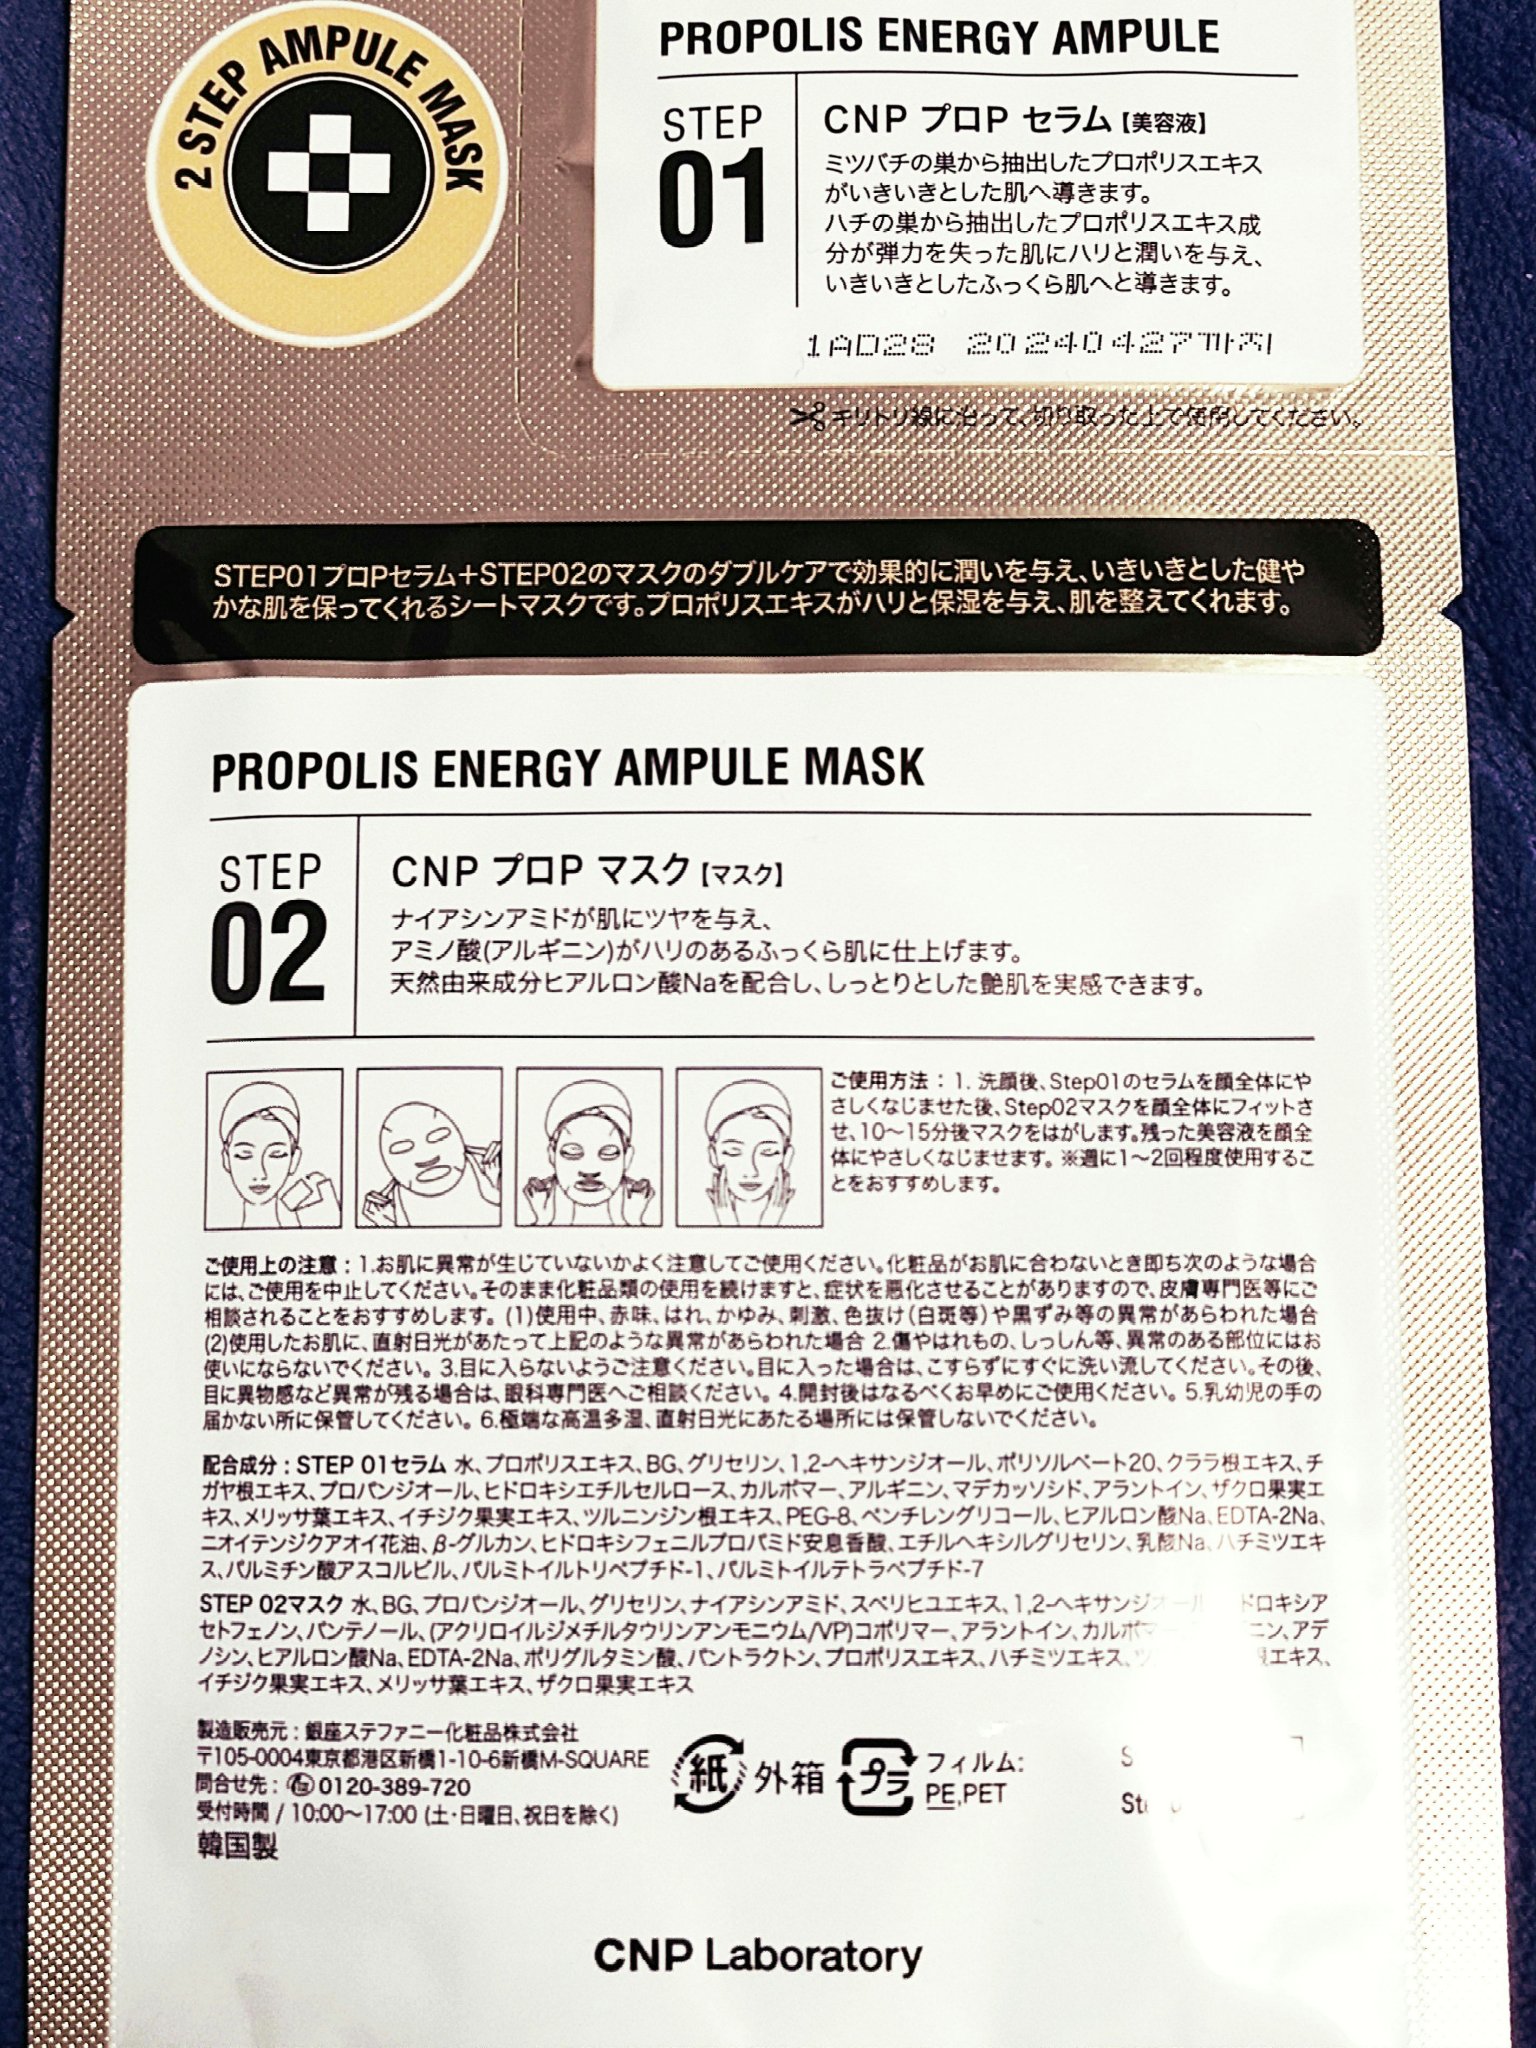 2 STEP AMPULE MASK
PROPOLIS ENERGY AMPULE
STEP
01
CNP プロP セラム【美容液】
ミツバチの巣から抽出したプロポリスエキス
がいきいきとした肌へ導きます。
ハチの巣から抽出したプロポリスエキス成
分が弾力を失った肌にハリと潤いを与え、
いきいきとしたふっくら肌へと導きます。
1AD28 20240427까지
キリトリ線に沿って、切り取った上で使用してください。
STEP01プロPセラム+STEP02のマスクのダブルケアで効果的に潤いを与え、いきいきとした健や
かな肌を保ってくれるシートマスクです。プロポリスエキスがハリと保湿を与え、肌を整えてくれます。
PROPOLIS ENERGY AMPULE MASK
STEP
02
CNP プロP マスク【マスク】
ナイアシンアミドが肌にツヤを与え、
アミノ酸(アルギニン)がハリのあるふっくら肌に仕上げます。
天然由来成分ヒアルロン酸Naを配合し、しっとりとした艶肌を実感できます。
ご使用方法：1. 洗顔後、Step01のセラムを顔全体にや
さしくなじませた後、Step02マスクを顔全体にフィットさ
せ、10～15分後マスクをはがします。残った美容液を顔全
体にやさしくなじませます。※週に1～2回程度使用するこ
とをおすすめします。
ご使用上の注意：1.お肌に異常が生じていないかよく注意してご使用ください。化粧品がお肌に合わないとき即ち次のような場合
には、ご使用を中止してください。そのまま化粧品類の使用を続けますと、症状を悪化させることがありますので、皮膚専門医等にご
相談されることをおすすめします。(1)使用中、赤味、はれ、かゆみ、刺激、色抜け(白斑等)や黒ずみ等の異常があらわれた場合
(2)使用したお肌に、直射日光があたって上記のような異常があらわれた場合 2.傷やはれもの、しっしん等、異常のある部位にはお
使いにならないでください。3.目に入らないようご注意ください。目に入った場合は、こすらずにすぐに洗い流してください。その後、
目に異物感など異常が残る場合は、眼科専門医へご相談ください。4.開封後はなるべくお早めにご使用ください。5.乳幼児の手の
届かない所に保管してください。6.極端な高温多湿、直射日光にあたる場所には保管しないでください。
配合成分：STEP 01セラム 水、プロポリスエキス、BG、グリセリン、1,2-ヘキサンジオール、ポリソルベート20、クララ根エキス、チ
ガヤ根エキス、プロパンジオール、ヒドロキシエチルセルロース、カルボマー、アルギニン、マデカッソシド、アラントイン、ザクロ果実エ
キス、メリッサ葉エキス、イチジク果実エキス、ツルニンジン根エキス、PEG-8、ペンチレングリコール、ヒアルロン酸Na、EDTA-2Na、
ニオイテンジクアオイ花油、β-グルカン、ヒドロキシフェニルプロパミド安息香酸、エチルヘキシルグリセリン、乳酸Na、ハチミツエキ
ス、パルミチン酸アスコルビル、パルミトイルトリペプチド-1、パルミトイルテトラペプチド-7
STEP 02マスク 水、BG、プロパンジオール、グリセリン、ナイアシンアミド、スベリヒユエキス、1,2-ヘキサンジオール ドロキシア
セトフェノン、パンテノール、(アクリロイルジメチルタウリンアンモニウム/VP)コポリマー、アラントイン、カルボマー ニン、アデ
ノシン、ヒアルロン酸Na、EDTA-2Na、ポリグルタミン酸、パントラクトン、プロポリスエキス、ハチミツエキス、ツ 根エキス、
イチジク果実エキス、メリッサ葉エキス、ザクロ果実エキス
製造販売元：銀座ステファニー化粧品株式会社
〒105-0004東京都港区新橋1-10-6新橋M-SQUARE
問合せ先：0120-389-720
受付時間 / 10:00～17:00 (土・日曜日、祝日を除く)
韓国製
紙 外箱
プラ フィルム:
PE,PET
CNP Laboratory